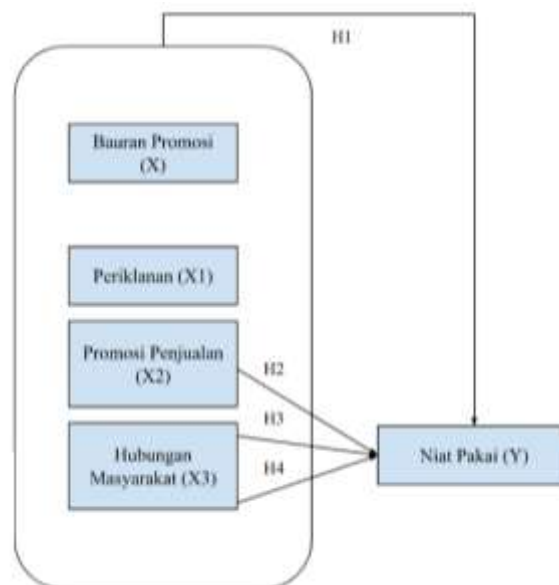 H1
Bauran Promosi
(X)
Periklanan (X1)
Promosi Penjualan
(X2)
H2
H3
Hubungan
Masyarakat (X3)
H4
Niat Pakai (Y)